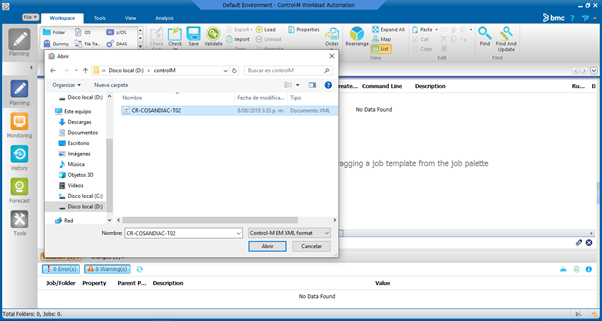 Default Environment - Control-M Workload Automation
File
Workspace
Tools
View
Analysis
bmc
Planning
Folder
OS
z/OS
Dummy
File Tra...
Check
Check
Save
Validate
Export
Import
Load
Unload
Properties
Order
Rearrange
Expand All
Map
List
View
Paste
Cut
Edit
Find
Find And
Update
Find
Abrir
Disco local (D:) › controlM
Buscar en controlM
Organizar
Nueva carpeta
Disco local (D:)
Este equipo
Descargas
Documentos
Escritorio
Imágenes
Música
Objetos 3D
Vídeos
Disco local (C:)
Disco local (D:)
Red
Nombre
Fecha de modifica...
Tipo
CR-COSANDIAC-T02
8/08/2019 3:33 p. m.
Documento XML
Nombre:
CR-COSANDIAC-T02
Control-M EM XML format
Abrir
Cancelar
Planning
Monitoring
History
Forecast
Tools
Create...
Command Line
Description
Ru...
D
No Data Found
ragging a job template from the job palette
0 Error(s)
0 Warning(s)
Job/Folder
Property
Parent P...
Description
Value
No Data Found
Total Folders: 0, Jobs: 0.